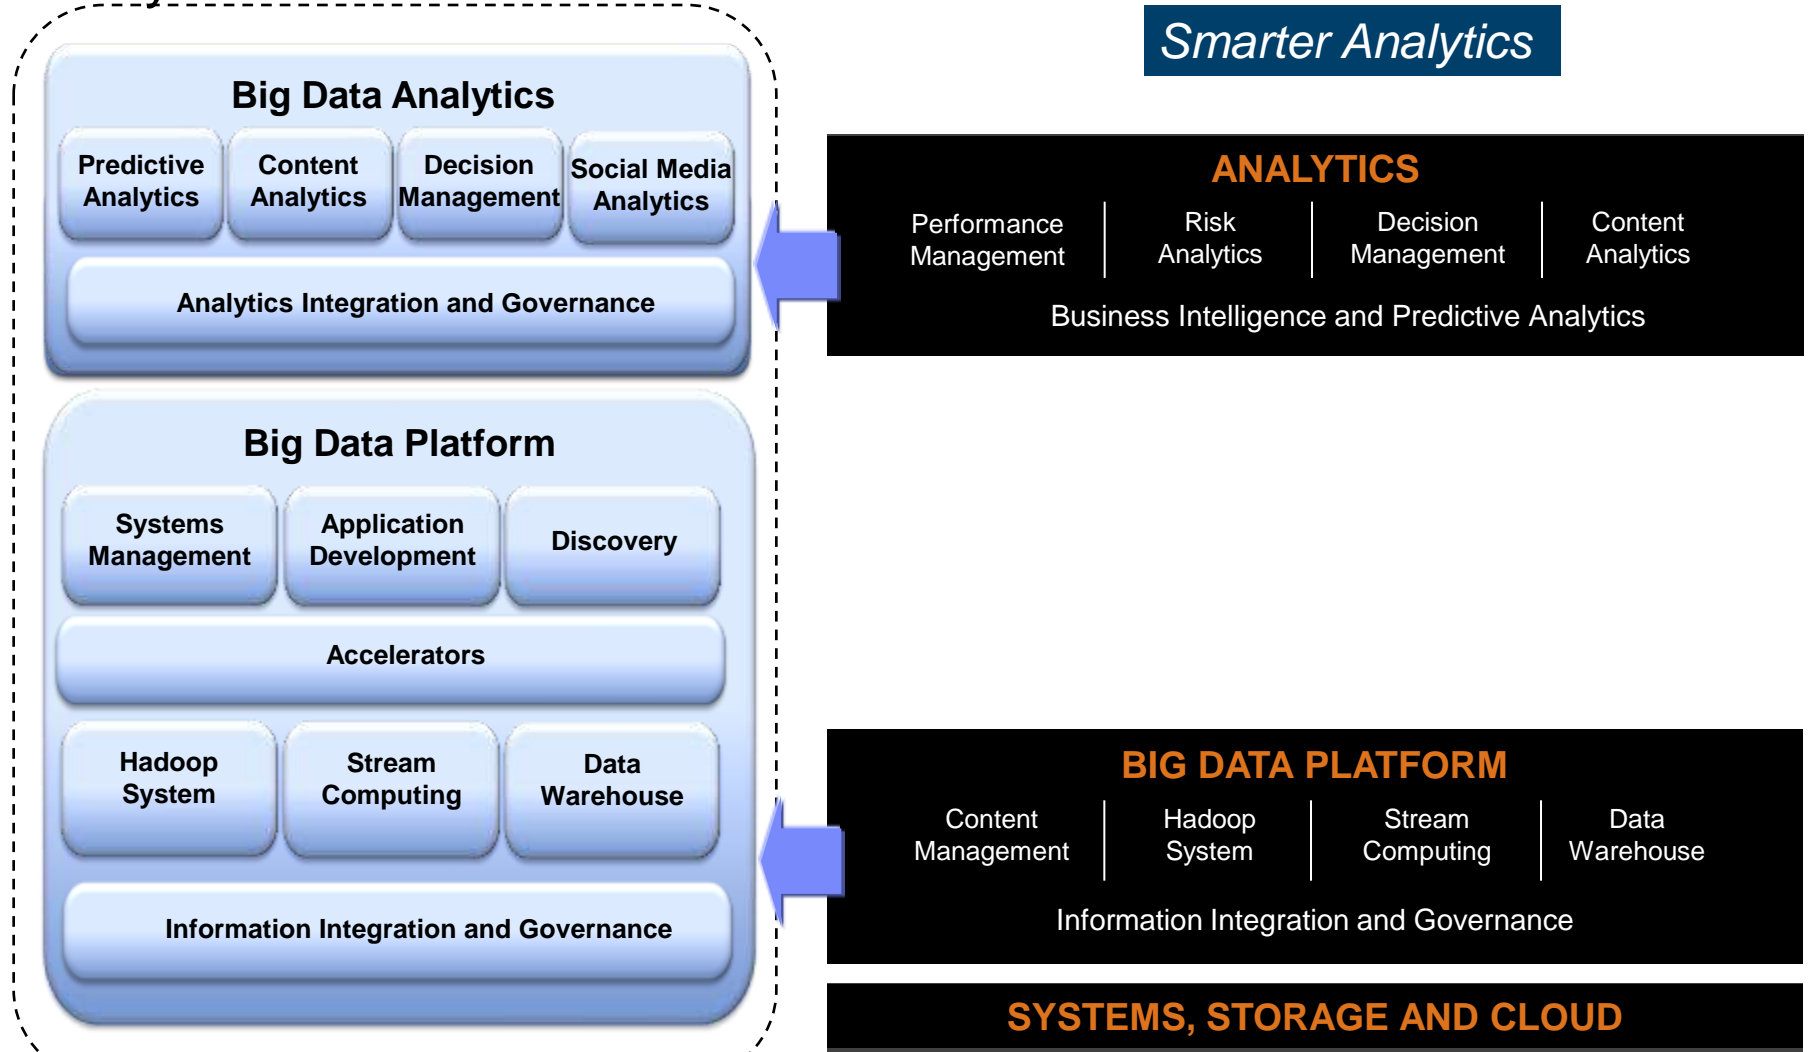 Smarter Analytics
Big Data Analytics
Predictive
Analytics
Content
Analytics
Decision
Management
Social Media
Analytics
Analytics Integration and Governance
Big Data Platform
Systems
Management
Application
Development
Discovery
Accelerators
Hadoop
System
Stream
Computing
Data
Warehouse
Information Integration and Governance
ANALYTICS
Performance
Management
Risk
Analytics
Decision
Management
Content
Analytics
Business Intelligence and Predictive Analytics
BIG DATA PLATFORM
Content
Management
Hadoop
System
Stream
Computing
Data
Warehouse
Information Integration and Governance
SYSTEMS, STORAGE AND CLOUD